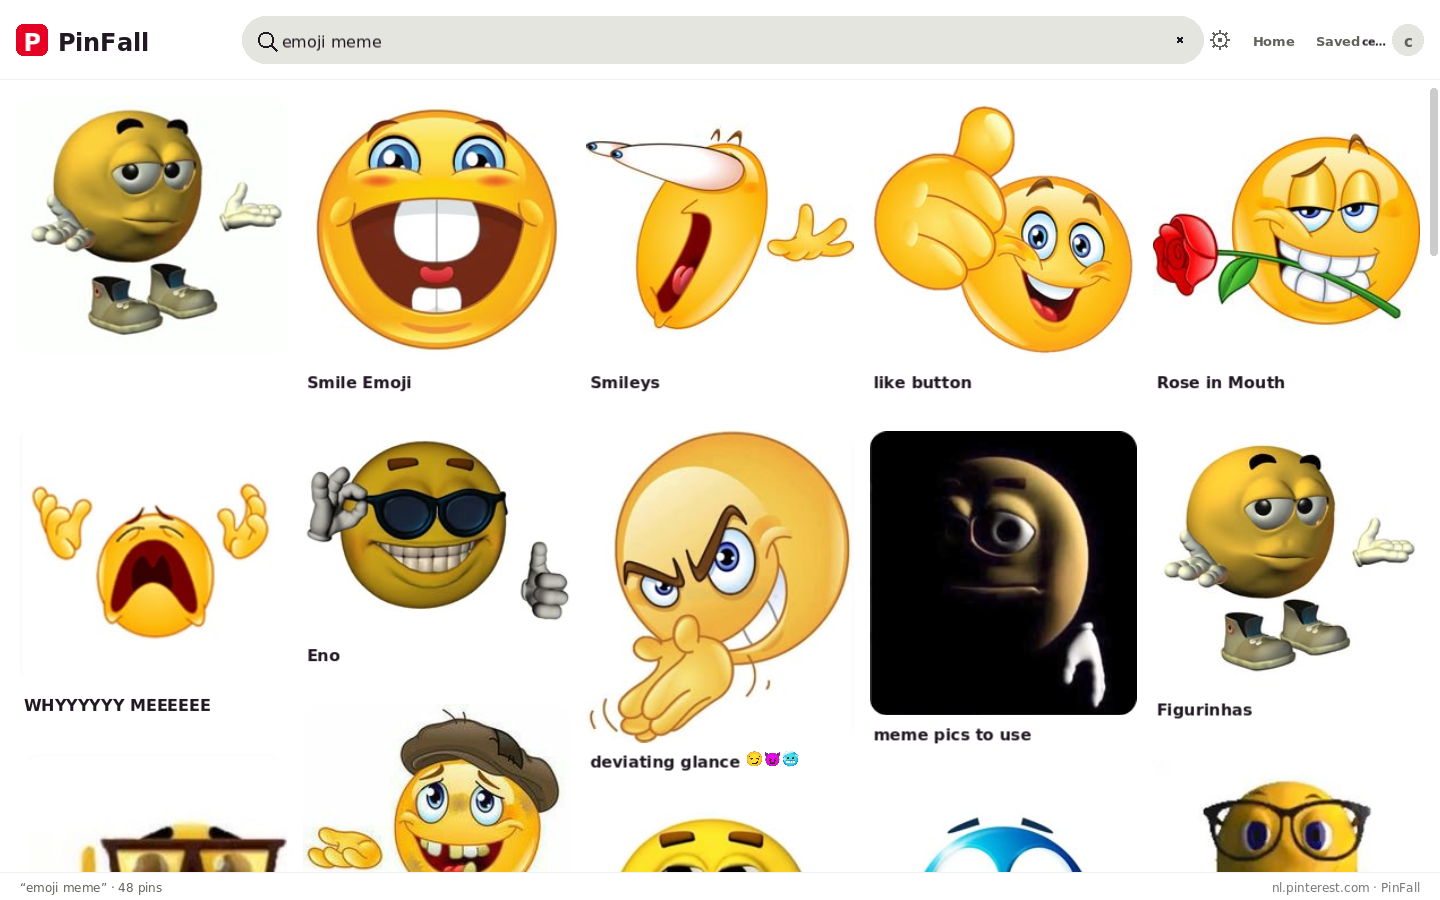 P PinFall
emoji meme
×
Home
Saved
ce...
c
Smile Emoji
Smileys
like button
Rose in Mouth
WHYYYYYY MEEEEEE
Eno
deviating glance 😏😈🥶
meme pics to use
Figurinhas
“emoji meme” · 48 pins
nl.pinterest.com · PinFall